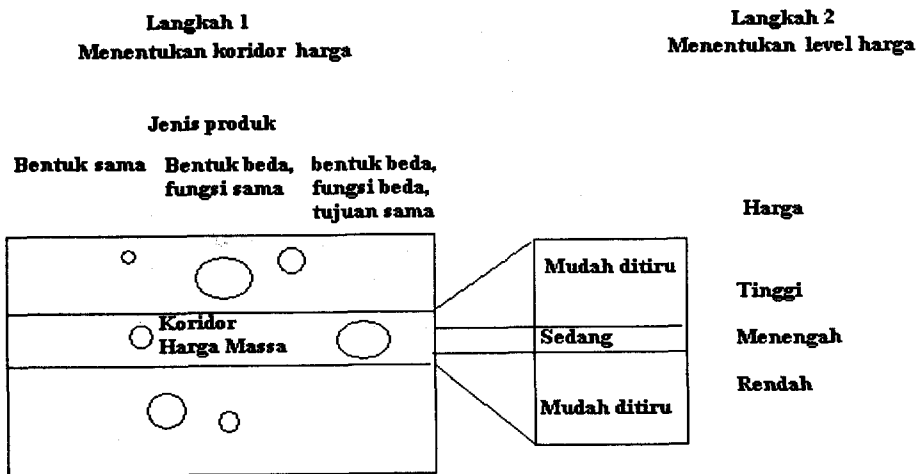 Langkah 1
Menentukan koridor harga
Langkah 2
Menentukan level harga
Jenis produk
Bentuk sama
Bentuk beda,
fungsi sama
bentuk beda,
fungsi beda,
tujuan sama
Harga
Koridor
Harga Massa
Mudah ditiru
Sedang
Mudah ditiru
Tinggi
Menengah
Rendah